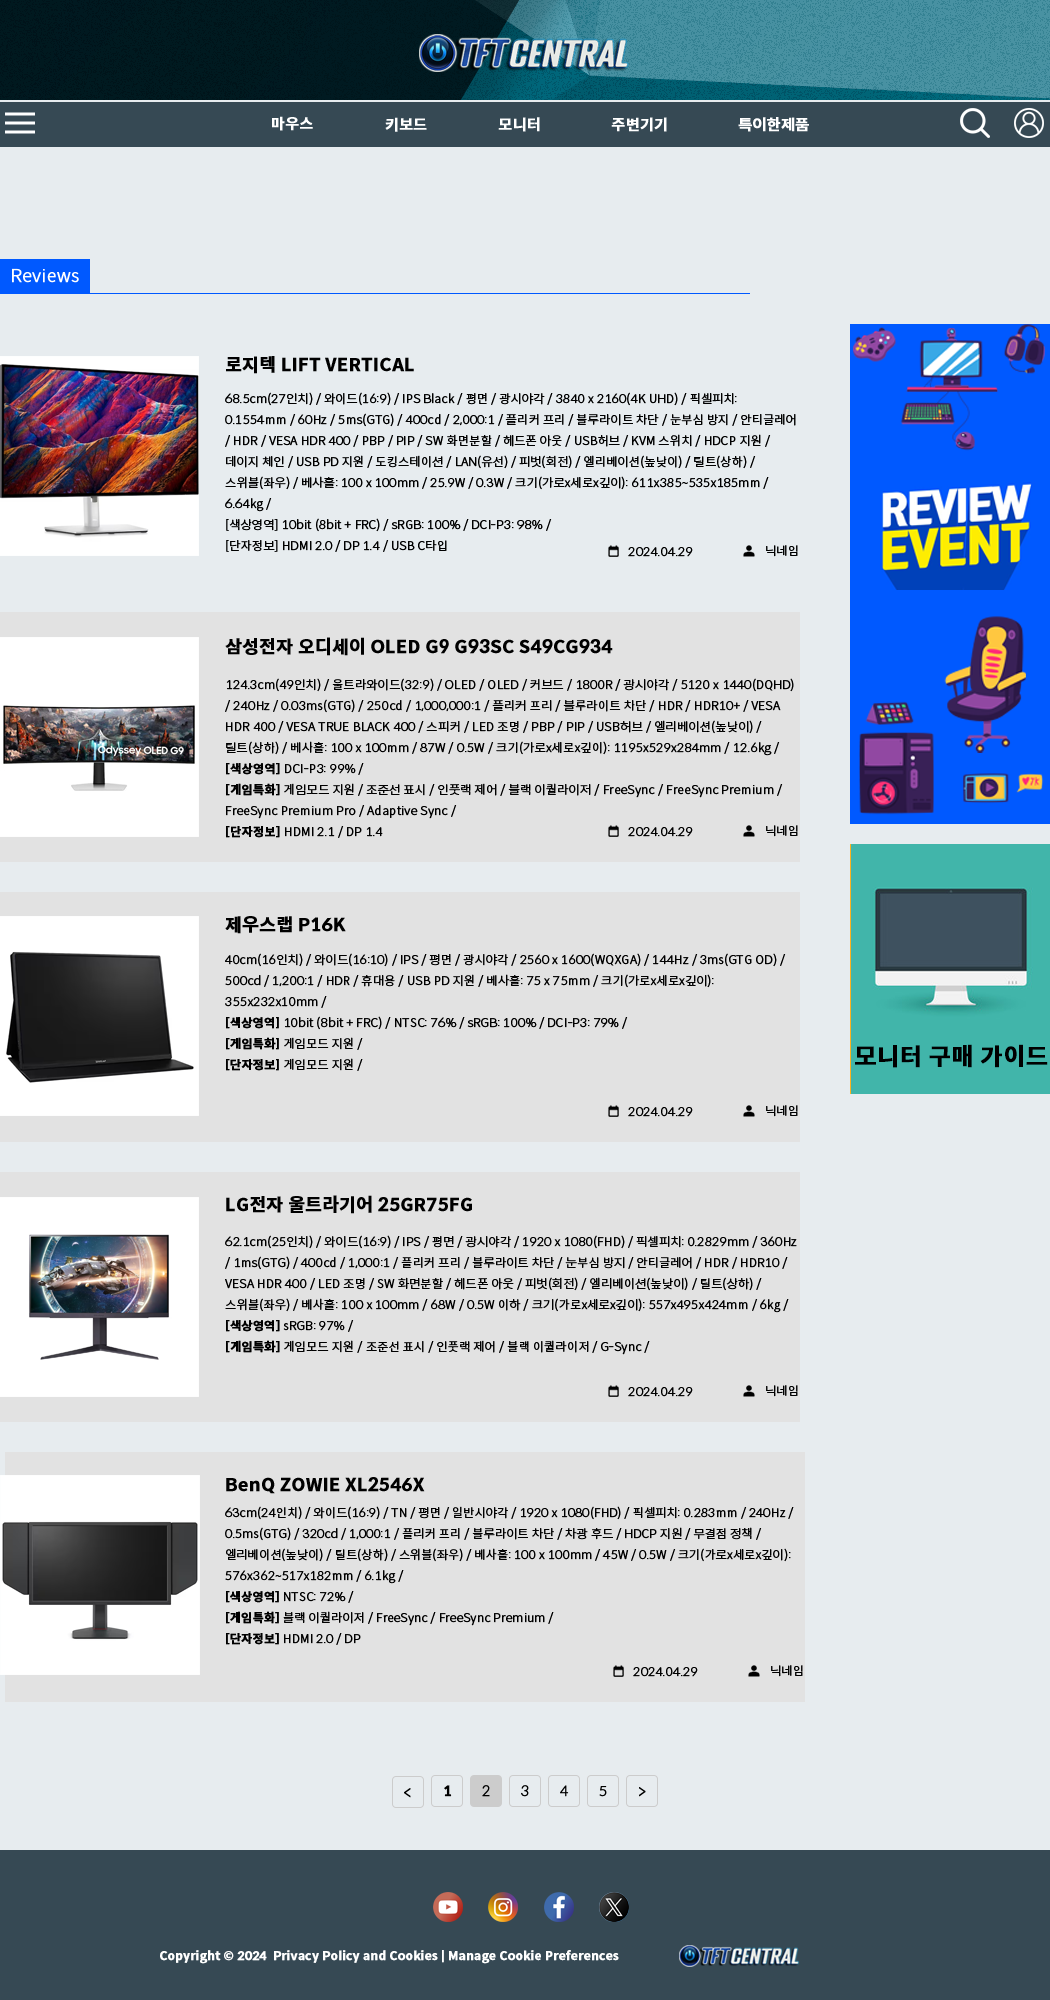 TFTCENTRAL
마우스 키보드 모니터 주변기기 특이한제품
Reviews
로지텍 LIFT VERTICAL
68.5cm(27인치) / 와이드(16:9) / IPS Black / 평면 / 광시야각 / 3840 x 2160(4K UHD) / 픽셀피치:
0.1554mm / 60Hz / 5ms(GTG) / 400cd / 2,000:1 / 플리커 프리 / 블루라이트 차단 / 눈부심 방지 / 안티글레어
/ HDR / VESA HDR 400 / PBP / PIP / SW 화면분할 / 헤드폰 아웃 / USB허브 / KVM 스위치 / HDCP 지원 /
데이지 체인 / USB PD 지원 / 도킹스테이션 / LAN(유선) / 피벗(회전) / 엘리베이션(높낮이) / 틸트(상하) /
스위블(좌우) / 베사홀: 100 x 100mm / 25.9W / 0.3W / 크기(가로x세로x깊이): 611x385~535x185mm /
6.64kg /
[색상영역] 10bit (8bit + FRC) / sRGB: 100% / DCI-P3: 98% /
[단자정보] HDMI 2.0 / DP 1.4 / USB C타입
2024.04.29 닉네임
삼성전자 오디세이 OLED G9 G93SC S49CG934
124.3cm(49인치) / 울트라와이드(32:9) / OLED / OLED / 커브드 / 1800R / 광시야각 / 5120 x 1440(DQHD)
/ 240Hz / 0.03ms(GTG) / 250cd / 1,000,000:1 / 플리커 프리 / 블루라이트 차단 / HDR / HDR10+ / VESA
HDR 400 / VESA TRUE BLACK 400 / 스피커 / LED 조명 / PBP / PIP / USB허브 / 엘리베이션(높낮이) /
틸트(상하) / 베사홀: 100 x 100mm / 87W / 0.5W / 크기(가로x세로x깊이): 1195x529x284mm / 12.6kg /
[색상영역] DCI-P3: 99% /
[게임특화] 게임모드 지원 / 조준선 표시 / 인풋랙 제어 / 블랙 이퀄라이저 / FreeSync / FreeSync Premium /
FreeSync Premium Pro / Adaptive Sync /
[단자정보] HDMI 2.1 / DP 1.4
Odyssey OLED G9
2024.04.29 닉네임
제우스랩 P16K
40cm(16인치) / 와이드(16:10) / IPS / 평면 / 광시야각 / 2560 x 1600(WQXGA) / 144Hz / 3ms(GTG OD) /
500cd / 1,200:1 / HDR / 휴대용 / USB PD 지원 / 베사홀: 75 x 75mm / 크기(가로x세로x깊이):
355x232x10mm /
[색상영역] 10bit (8bit + FRC) / NTSC: 76% / sRGB: 100% / DCI-P3: 79% /
[게임특화] 게임모드 지원 /
[단자정보] 게임모드 지원 /
2024.04.29 닉네임
LG전자 울트라기어 25GR75FG
62.1cm(25인치) / 와이드(16:9) / IPS / 평면 / 광시야각 / 1920 x 1080(FHD) / 픽셀피치: 0.2829mm / 360Hz
/ 1ms(GTG) / 400cd / 1,000:1 / 플리커 프리 / 블루라이트 차단 / 눈부심 방지 / 안티글레어 / HDR / HDR10 /
VESA HDR 400 / LED 조명 / SW 화면분할 / 헤드폰 아웃 / 피벗(회전) / 엘리베이션(높낮이) / 틸트(상하) /
스위블(좌우) / 베사홀: 100 x 100mm / 68W / 0.5W 이하 / 크기(가로x세로x깊이): 557x495x424mm / 6kg /
[색상영역] sRGB: 97% /
[게임특화] 게임모드 지원 / 조준선 표시 / 인풋랙 제어 / 블랙 이퀄라이저 / G-Sync /
2024.04.29 닉네임
BenQ ZOWIE XL2546X
63cm(24인치) / 와이드(16:9) / TN / 평면 / 일반시야각 / 1920 x 1080(FHD) / 픽셀피치: 0.283mm / 240Hz /
0.5ms(GTG) / 320cd / 1,000:1 / 플리커 프리 / 블루라이트 차단 / 차광 후드 / HDCP 지원 / 무결점 정책 /
엘리베이션(높낮이) / 틸트(상하) / 스위블(좌우) / 베사홀: 100 x 100mm / 45W / 0.5W / 크기(가로x세로x깊이):
576x362~517x182mm / 6.1kg /
[색상영역] NTSC: 72% /
[게임특화] 블랙 이퀄라이저 / FreeSync / FreeSync Premium /
[단자정보] HDMI 2.0 / DP
2024.04.29 닉네임
REVIEW
EVENT
모니터 구매 가이드
< 1 2 3 4 5 >
Copyright © 2024 Privacy Policy and Cookies | Manage Cookie Preferences
TFTCENTRAL